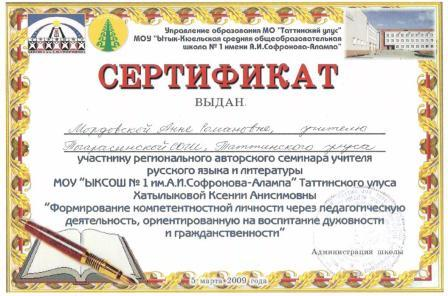 Управление образования МО "Таттинский улус"
МОУ "Ытык-Кюельская средняя общеобразовательная
школа № 1 имени А.И.Софронова-Алампа"
СЕРТИФИКАТ
ВЫДАН
Мордовской Анне Романовне, учителю
СОШ, Таттинского улуса
участнику регионального авторского семинара учителя
русского языка и литературы
МОУ "ЫКСОШ № 1 им.А.И.Софронова-Алампа" Таттинского улуса
Хатылыковой Ксении Анисимовны
"Формирование компетентностной личности через педагогическую
деятельность, ориентированную на воспитание духовности
и гражданственности"
Администрация школы
5 марта 2009 года